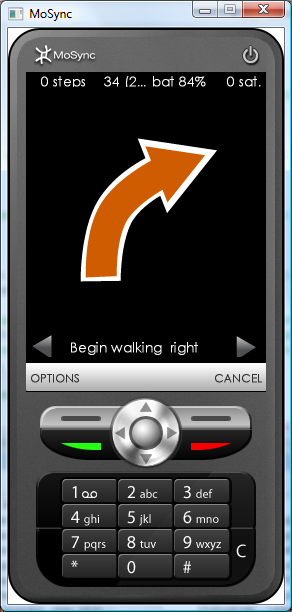 MoSync
MoSync
0 steps 34 (2... bat 84% 0 sat.
Begin walking right
OPTIONS CANCEL
1 2 abc 3 def
4 ghi 5 jkl 6 mno
7 pqrs 8 tuv 9 wxyz C
* 0 #